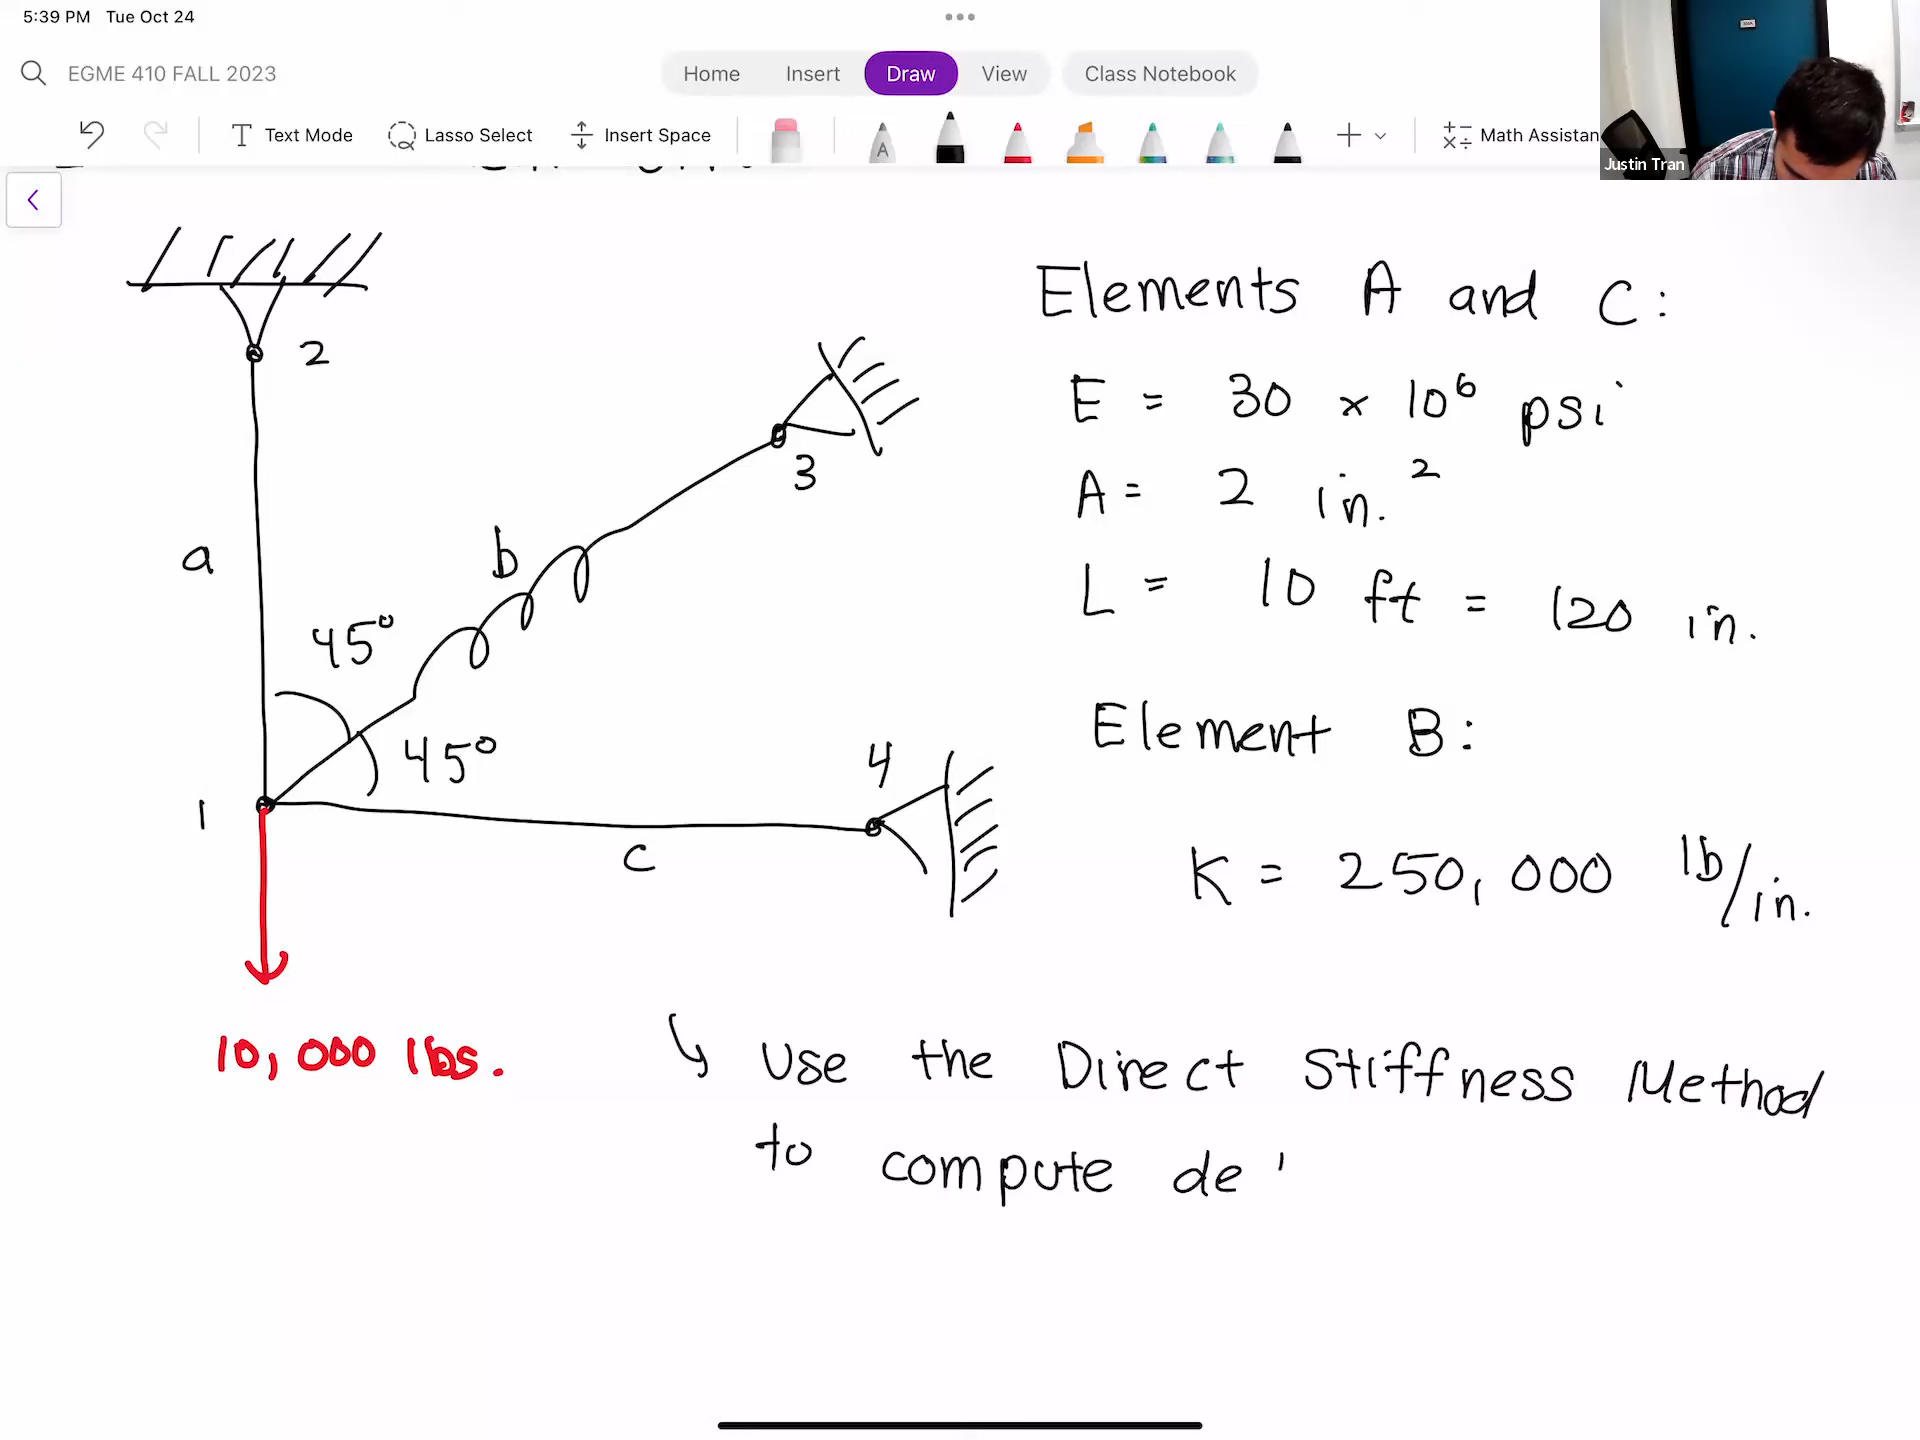 5:39 PM Tue Oct 24
EGME 410 FALL 2023
Home Insert Draw View Class Notebook
Text Mode Lasso Select Insert Space A Math Assistan
Justin Tran
2
3
a
b
45°
45°
4
1
c
10,000 lbs.
Elements A and C:
E = 30 x 10⁶ psi
A = 2 in.²
L = 10 ft = 120 in.
Element B:
K = 250,000 lb/in.
↳ Use the Direct Stiffness Method
to compute de